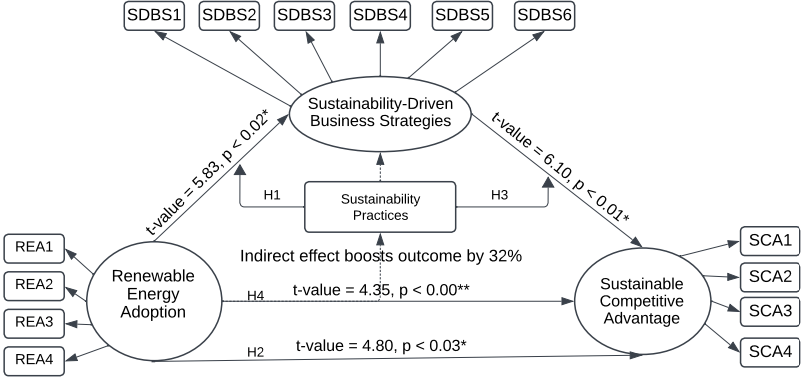 SDBS1
SDBS2
SDBS3
SDBS4
SDBS5
SDBS6
Sustainability-Driven
Business Strategies
t-value = 5.83, p < 0.02*
t-value = 6.10, p < 0.01*
H1
Sustainability
Practices
H3
REA1
REA2
REA3
REA4
Renewable
Energy
Adoption
Indirect effect boosts outcome by 32%
H4
t-value = 4.35, p < 0.00**
H2
t-value = 4.80, p < 0.03*
Sustainable
Competitive
Advantage
SCA1
SCA2
SCA3
SCA4